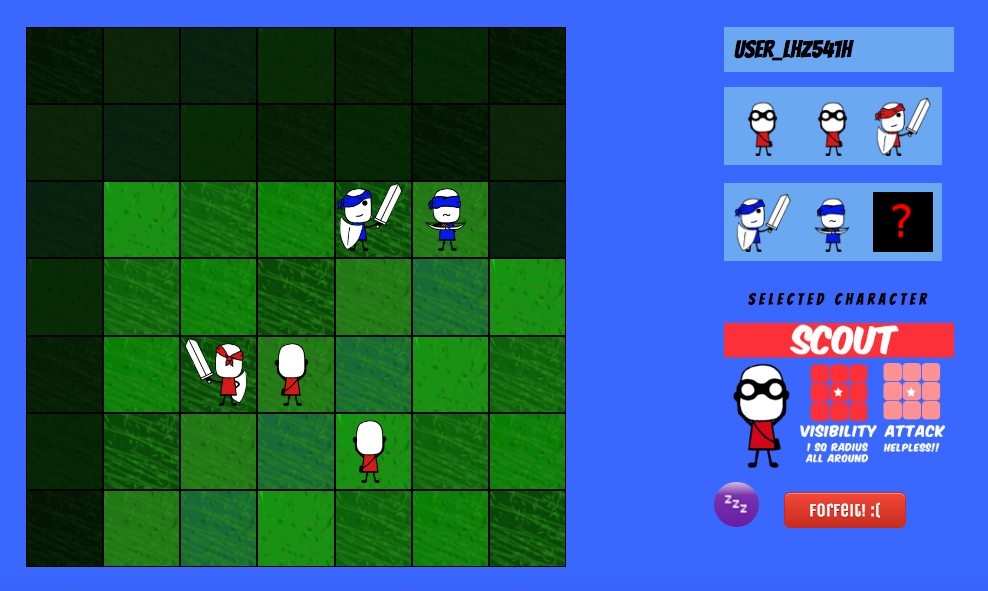 USER_LHZ541H
?
SELECTED CHARACTER
SCOUT
VISIBILITY
1 SQ RADIUS
ALL AROUND
ATTACK
HELPLESS!!
zzz
Forfeit! :(